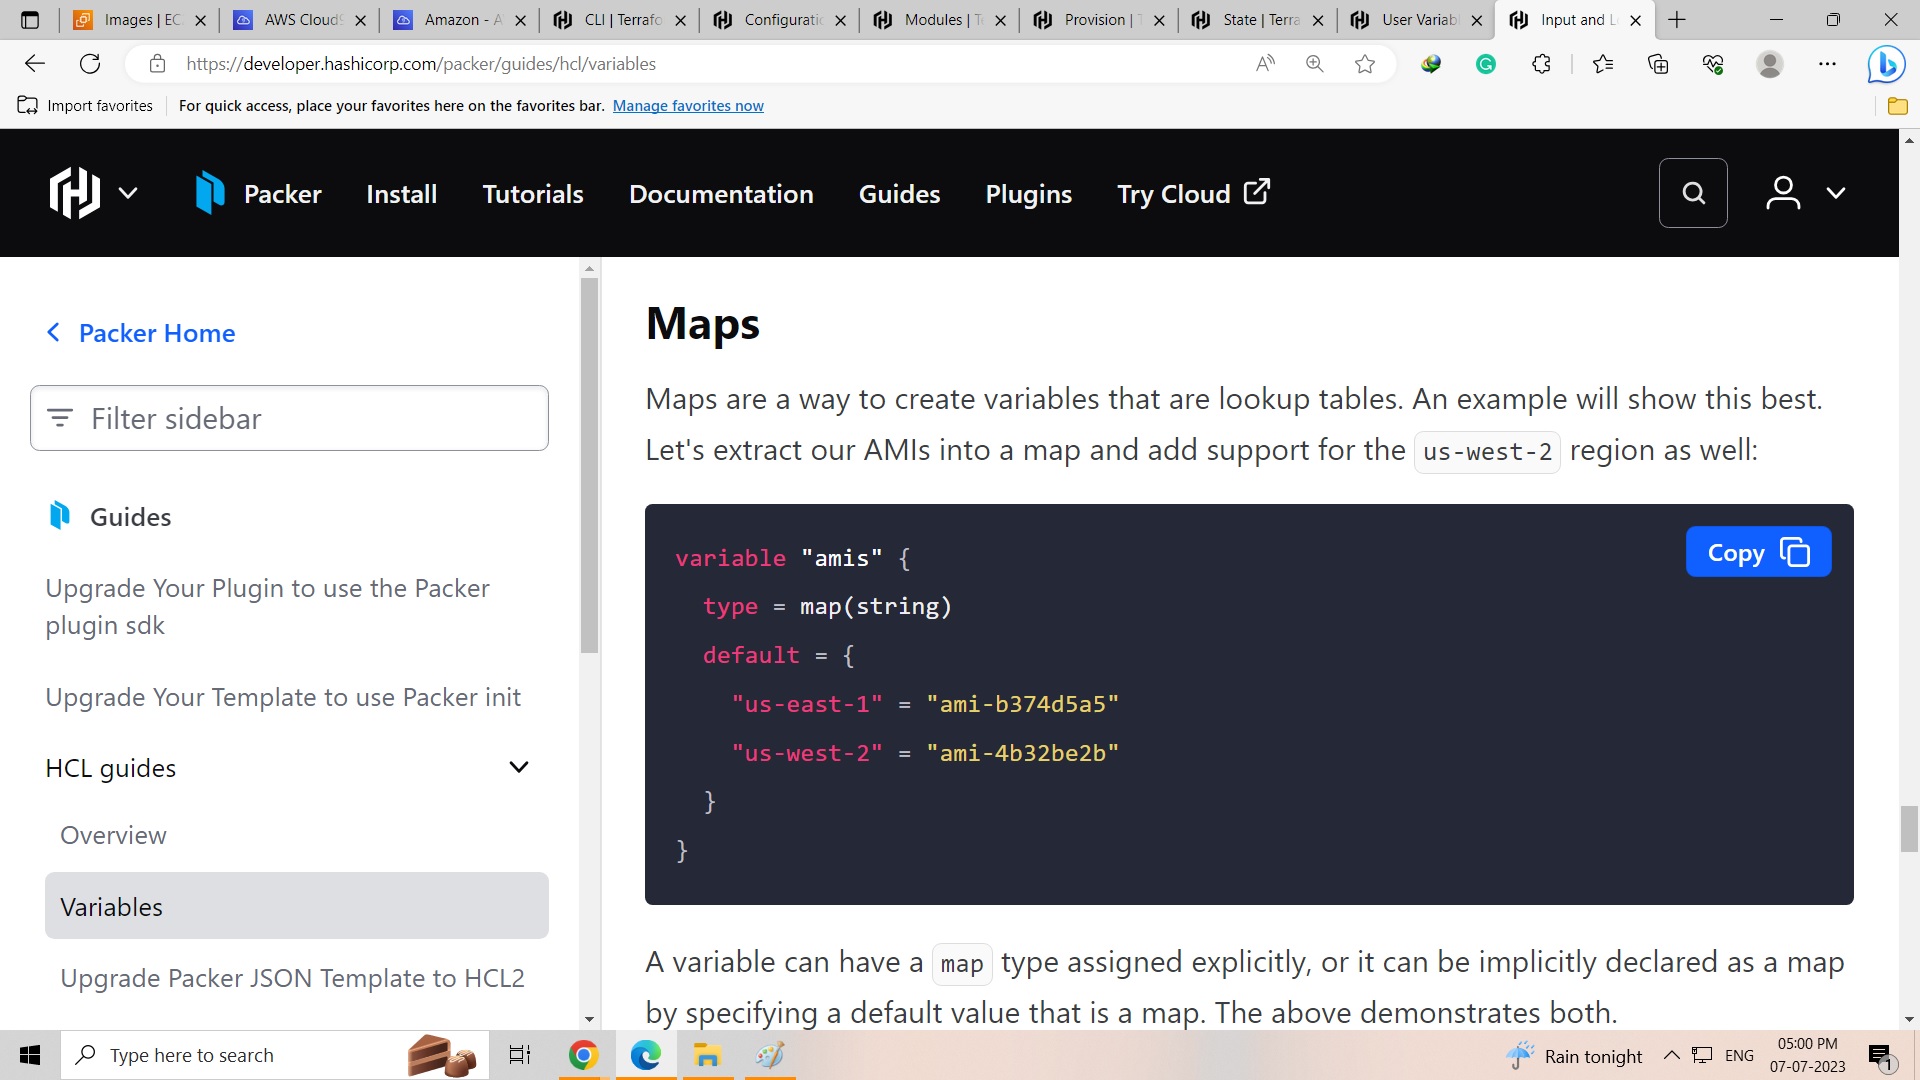 Images | EC
AWS Cloud9
Amazon - A
CLI | Terrafo
Configuratio
Modules | Te
Provision | T
State | Terra
User Variabl
Input and L
https://developer.hashicorp.com/packer/guides/hcl/variables
Import favorites
For quick access, place your favorites here on the favorites bar. Manage favorites now
Packer
Install
Tutorials
Documentation
Guides
Plugins
Try Cloud
Packer Home
Filter sidebar
Guides
Upgrade Your Plugin to use the Packer
plugin sdk
Upgrade Your Template to use Packer init
HCL guides
Overview
Variables
Upgrade Packer JSON Template to HCL2
Maps
Maps are a way to create variables that are lookup tables. An example will show this best.
Let's extract our AMIs into a map and add support for the us-west-2 region as well:
Copy
variable "amis" {
type = map(string)
default = {
"us-east-1" = "ami-b374d5a5"
"us-west-2" = "ami-4b32be2b"
}
}
A variable can have a map type assigned explicitly, or it can be implicitly declared as a map
by specifying a default value that is a map. The above demonstrates both.
Type here to search
Rain tonight
ENG
05:00 PM
07-07-2023
1